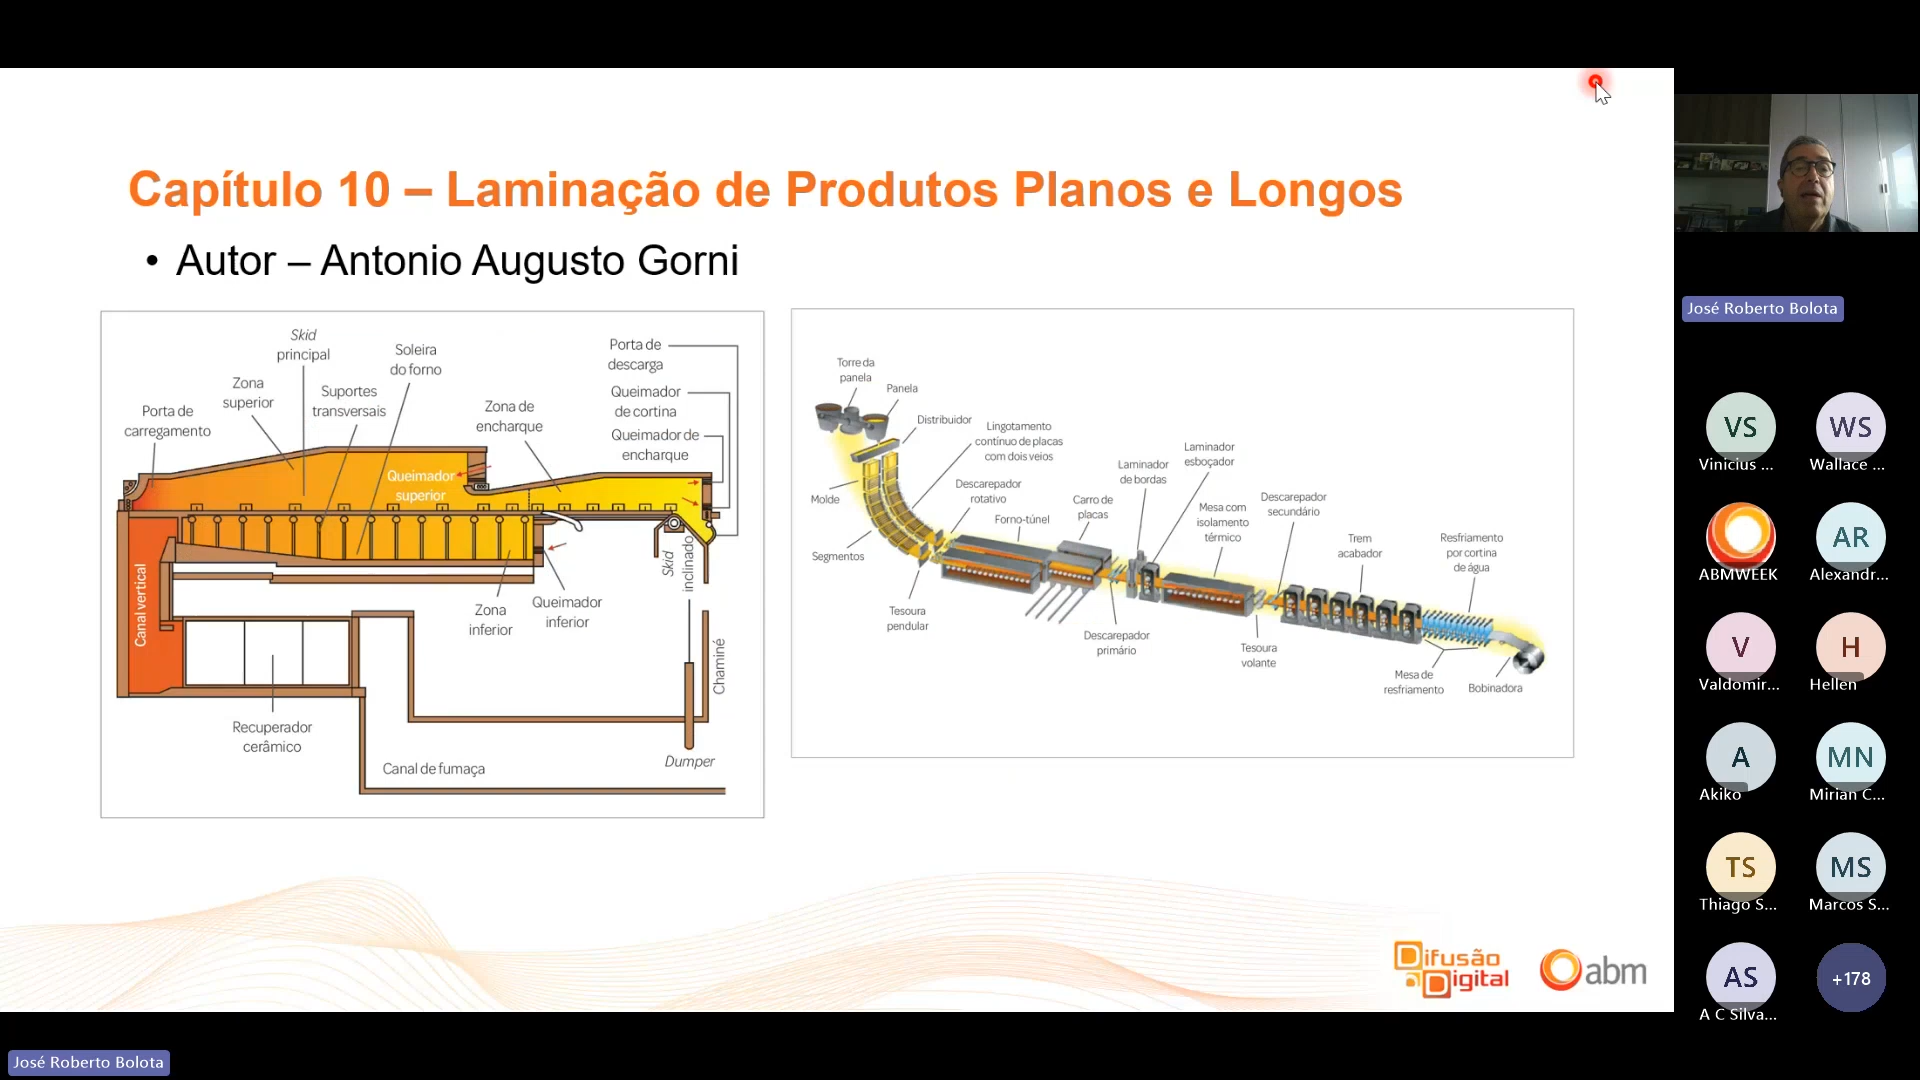 Capítulo 10 – Laminação de Produtos Planos e Longos
• Autor – Antonio Augusto Gorni
Skid
principal
Soleira
do forno
Zona
superior
Suportes
transversais
Porta de
carregamento
Zona de
encharque
Porta de
descarga
Queimador
de cortina
Queimador de
encharque
Queimador
superior
Canal vertical
Skid
inclinado
Zona
inferior
Queimador
inferior
Chaminé
Recuperador
cerâmico
Canal de fumaça
Dumper
Torre da
panela
Panela
Distribuidor
Lingotamento
contínuo de placas
com dois veios
Molde
Segmentos
Descarepador
rotativo
Forno-túnel
Tesoura
pendular
Carro de
placas
Laminador
de bordas
Laminador
esboçador
Descarepador
primário
Mesa com
isolamento
térmico
Descarepador
secundário
Tesoura
volante
Trem
acabador
Resfriamento
por cortina
de água
Mesa de
resfriamento
Bobinadora
Difusão
Digital
abm
José Roberto Bolota
VS
Vinicius ...
WS
Wallace ...
ABMWEEK
AR
Alexandr...
V
Valdomir...
H
Hellen
A
Akiko
MN
Mirian C...
TS
Thiago S...
MS
Marcos S...
AS
A C Silva...
+178
José Roberto Bolota